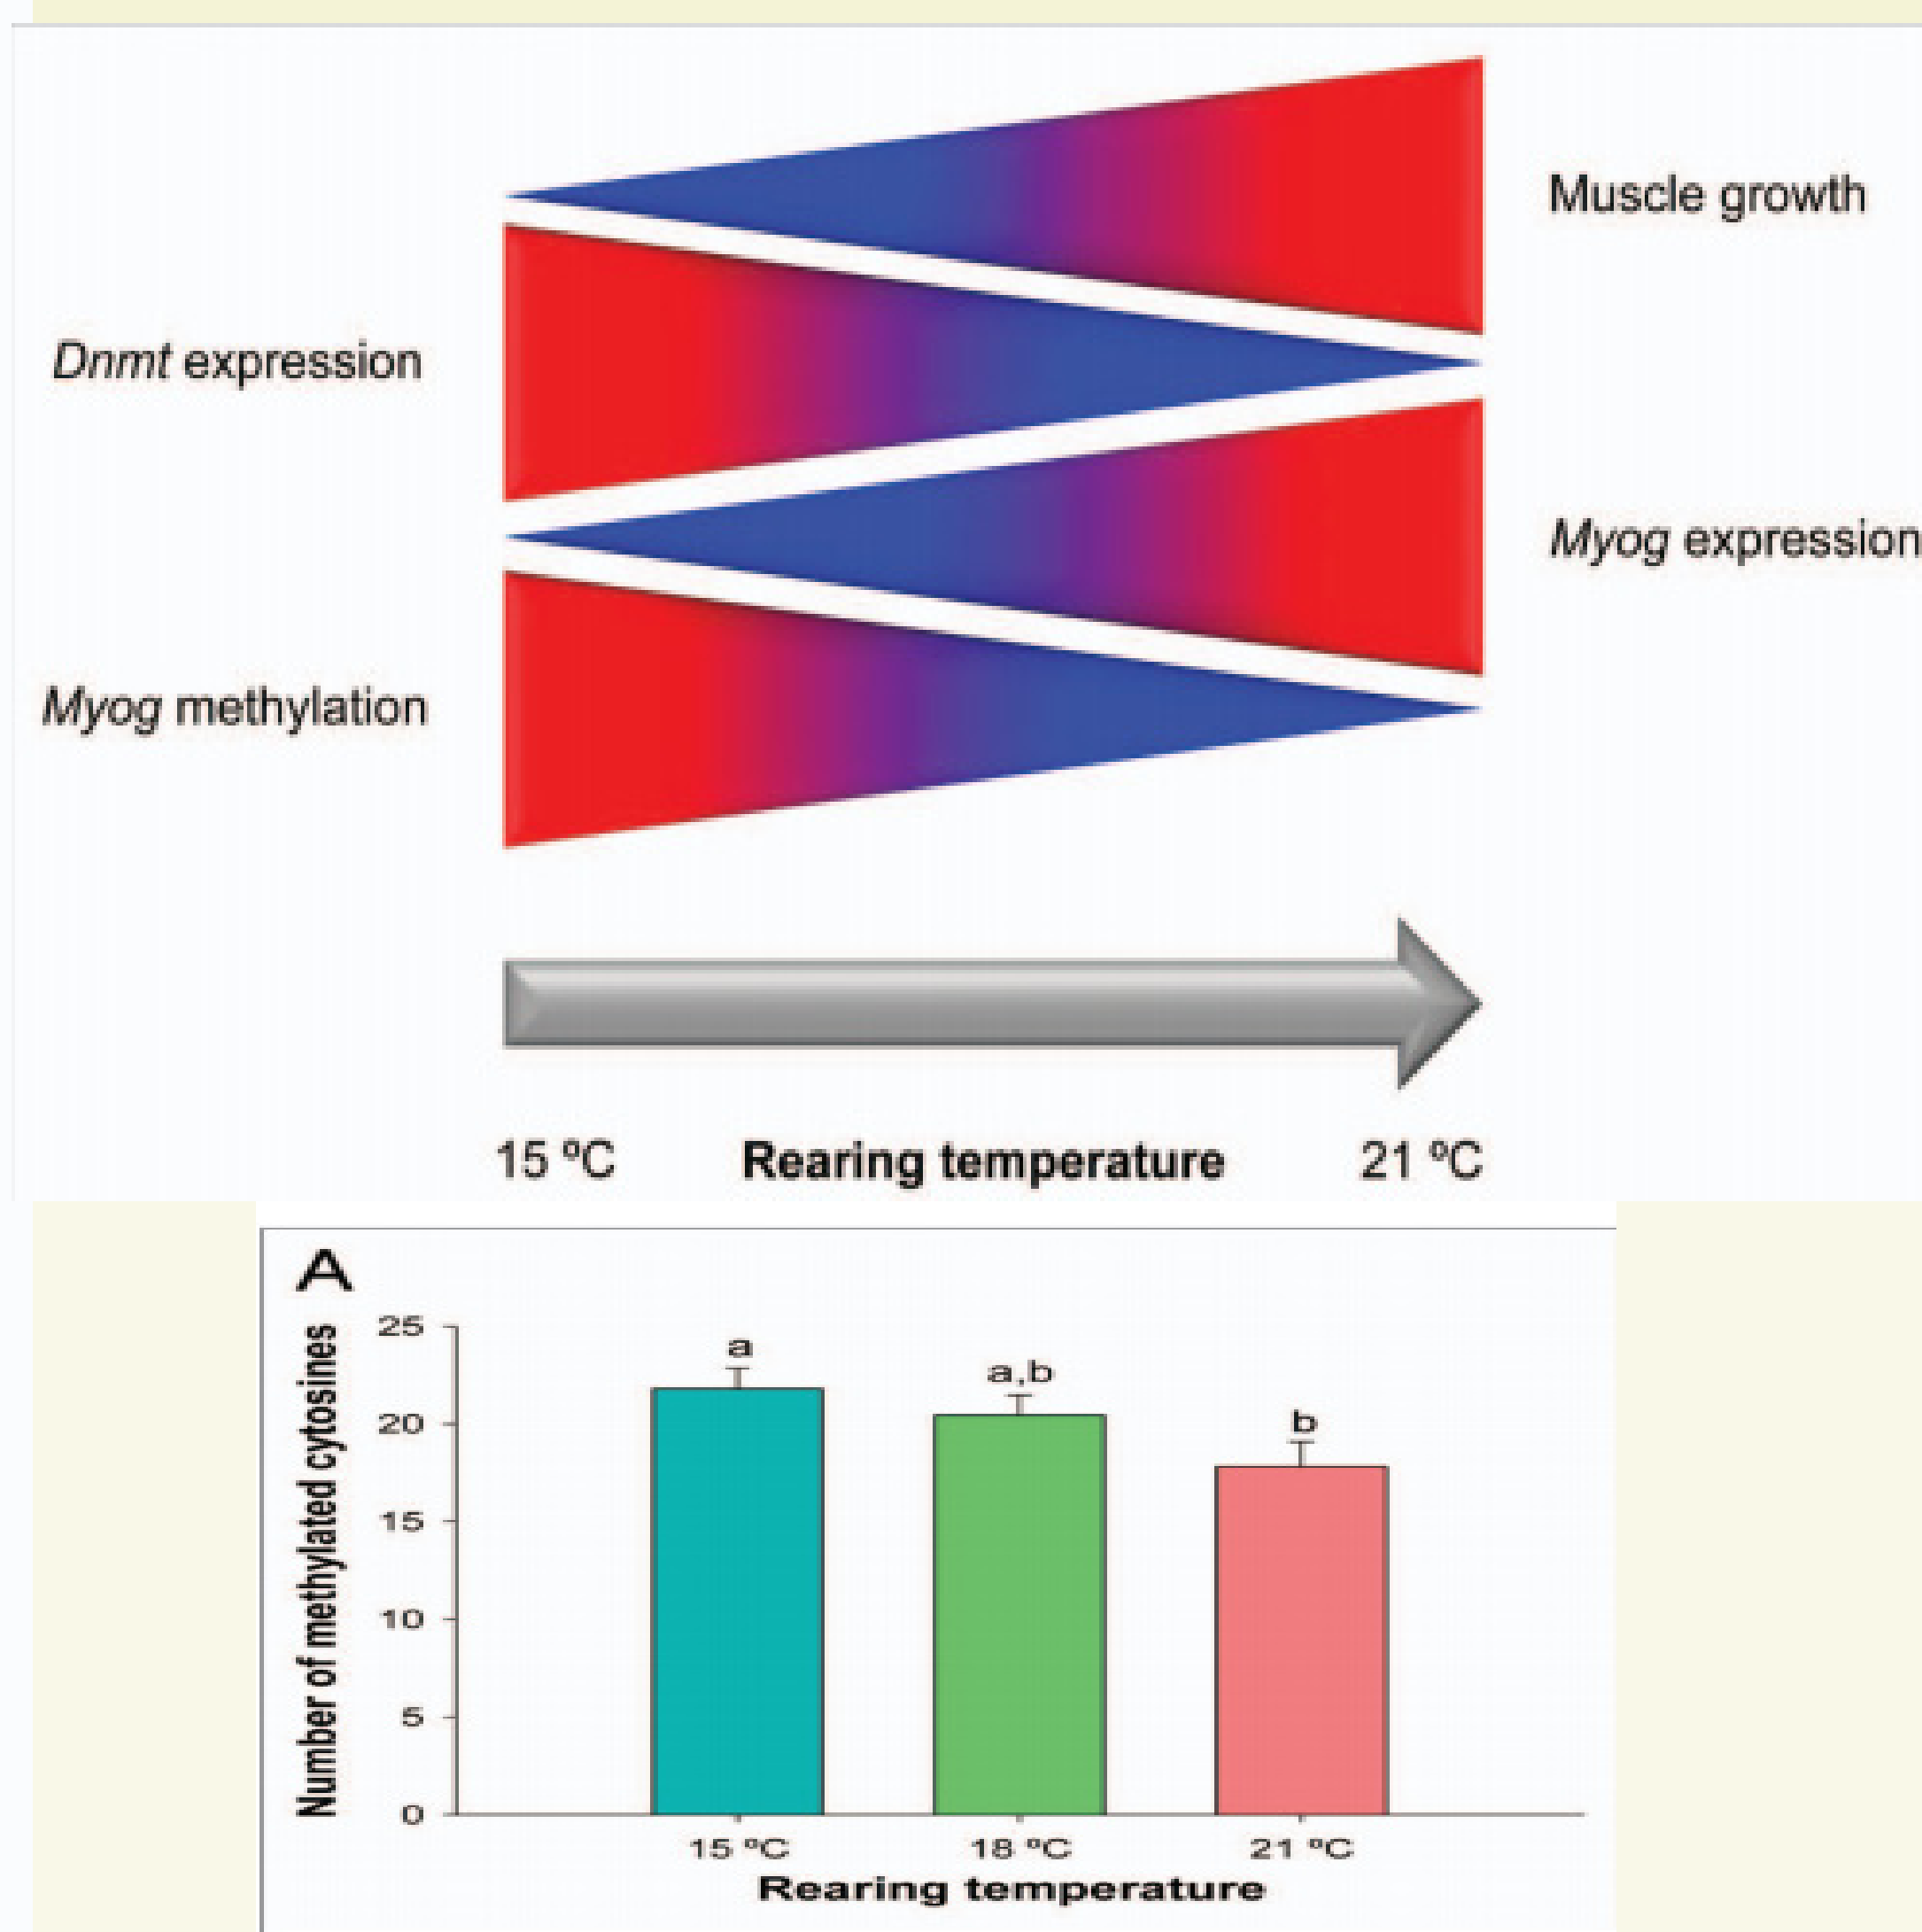 Muscle growth
Dnmt expression
Myog expression
Myog methylation
15 ºC Rearing temperature 21 ºC
A
Number of methylated cytosines
25
20
15
10
5
0
a
a,b
b
15 ºC 18 ºC 21 ºC
Rearing temperature